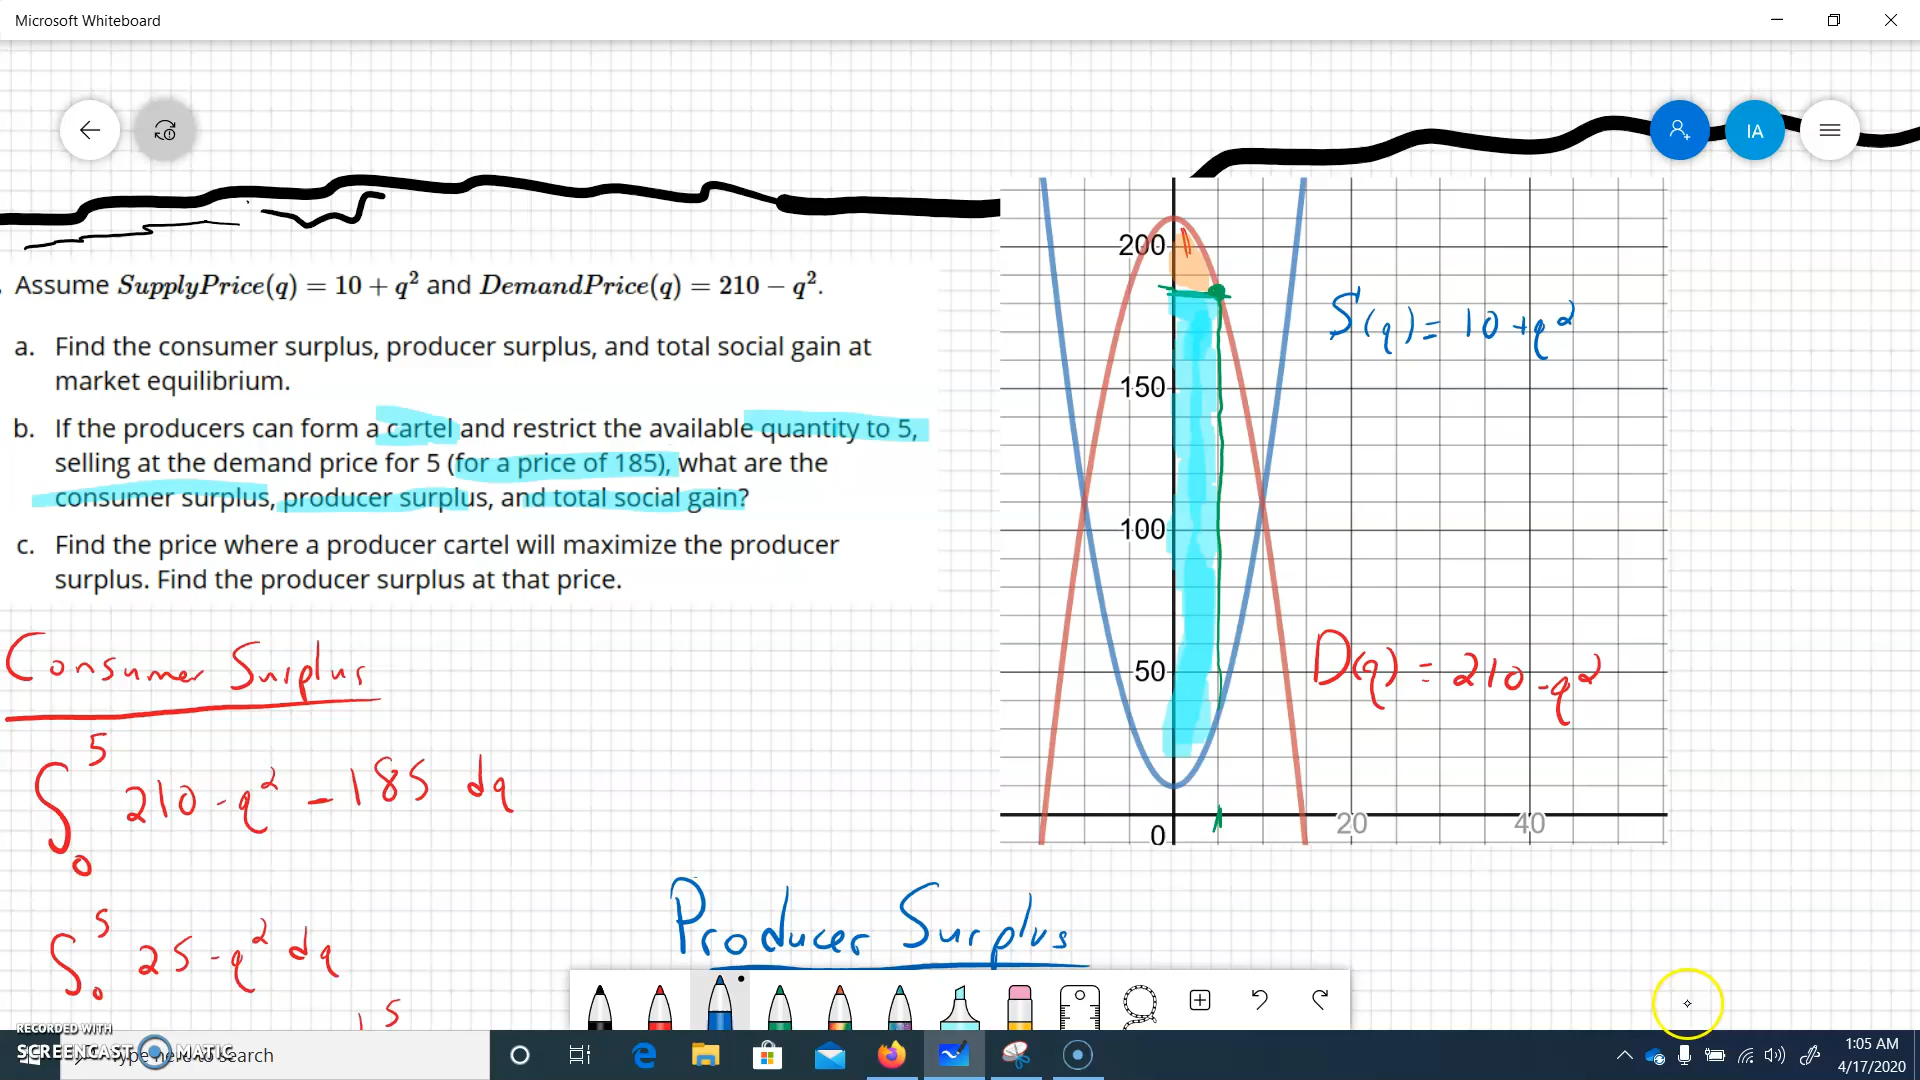 Microsoft Whiteboard
IA
Assume SupplyPrice(q) = 10 + q² and DemandPrice(q) = 210 − q².
a. Find the consumer surplus, producer surplus, and total social gain at
market equilibrium.
b. If the producers can form a cartel and restrict the available quantity to 5,
selling at the demand price for 5 (for a price of 185), what are the
consumer surplus, producer surplus, and total social gain?
c. Find the price where a producer cartel will maximize the producer
surplus. Find the producer surplus at that price.
200
150
100
50
0
20
40
S(q) = 10 + q²
D(q) = 210 - q²
Consumer Surplus
∫₀⁵ 210 - q² - 185 dq
∫₀⁵ 25 - q² dq
5
Producer Surplus
RECORDED WITH
SCREENCAST MATIC
Type here to search
1:05 AM
4/17/2020